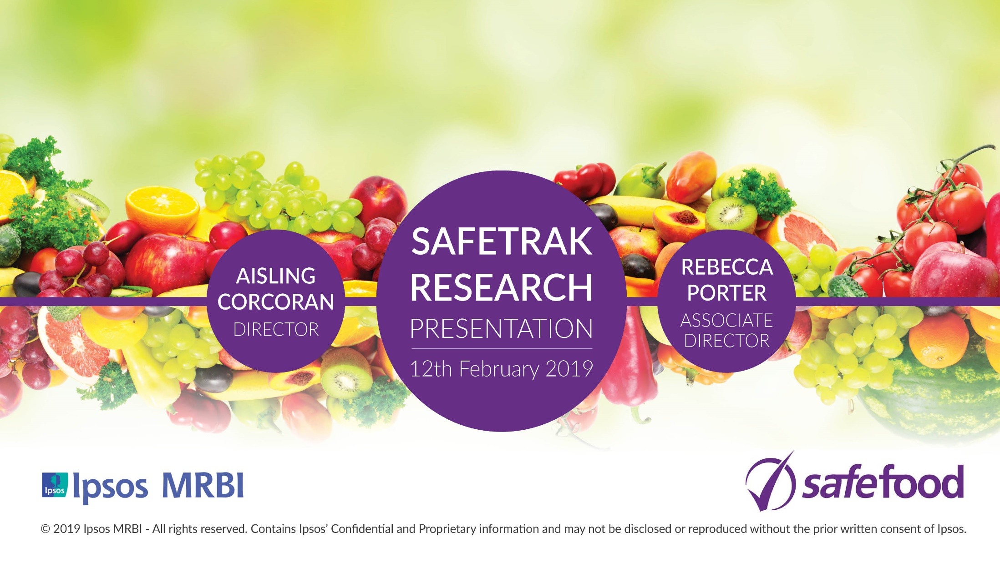 AISLING
CORCORAN
DIRECTOR
SAFETRAK
RESEARCH
PRESENTATION
12th February 2019
REBECCA
PORTER
ASSOCIATE
DIRECTOR
Ipsos
Ipsos MRBI
safefood
© 2019 Ipsos MRBI - All rights reserved. Contains Ipsos’ Confidential and Proprietary information and may not be disclosed or reproduced without the prior written consent of Ipsos.